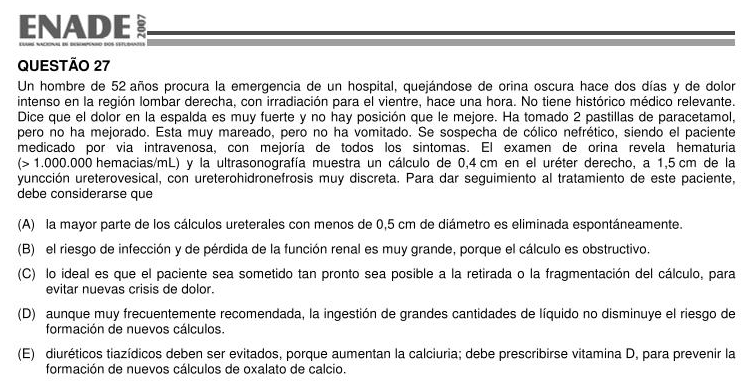 ENADE 2007
EXAME NACIONAL DE DESEMPENHO DOS ESTUDANTES
QUESTÃO 27
Un hombre de 52 años procura la emergencia de un hospital, quejándose de orina oscura hace dos días y de dolor
intenso en la región lombar derecha, con irradiación para el vientre, hace una hora. No tiene histórico médico relevante.
Dice que el dolor en la espalda es muy fuerte y no hay posición que le mejore. Ha tomado 2 pastillas de paracetamol,
pero no ha mejorado. Esta muy mareado, pero no ha vomitado. Se sospecha de cólico nefrético, siendo el paciente
medicado por via intravenosa, con mejoría de todos los sintomas. El examen de orina revela hematuria
(> 1.000.000 hemacias/mL) y la ultrasonografía muestra un cálculo de 0,4 cm en el uréter derecho, a 1,5 cm de la
yuncción ureterovesical, con ureterohidronefrosis muy discreta. Para dar seguimiento al tratamiento de este paciente,
debe considerarse que
(A) la mayor parte de los cálculos ureterales con menos de 0,5 cm de diámetro es eliminada espontáneamente.
(B) el riesgo de infección y de pérdida de la función renal es muy grande, porque el cálculo es obstructivo.
(C) lo ideal es que el paciente sea sometido tan pronto sea posible a la retirada o la fragmentación del cálculo, para
evitar nuevas crisis de dolor.
(D) aunque muy frecuentemente recomendada, la ingestión de grandes cantidades de líquido no disminuye el riesgo de
formación de nuevos cálculos.
(E) diuréticos tiazídicos deben ser evitados, porque aumentan la calciuria; debe prescribirse vitamina D, para prevenir la
formación de nuevos cálculos de oxalato de calcio.